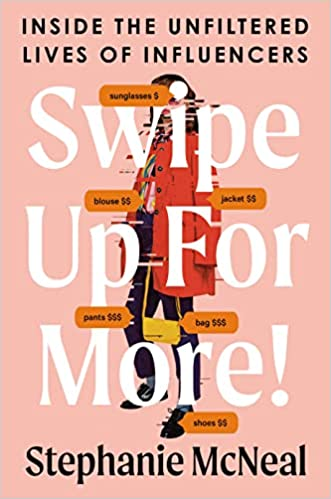 INSIDE THE UNFILTERED
LIVES OF INFLUENCERS
sunglasses $
Swipe
blouse $$
jacket $$
Up For
pants $$$
bag $$$
More!
shoes $$
Stephanie McNeal